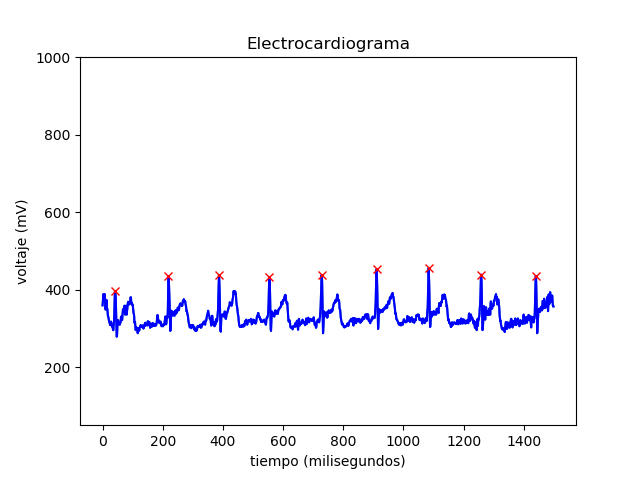 Electrocardiograma
voltaje (mV)
1000
800
600
400
200
0 200 400 600 800 1000 1200 1400
tiempo (milisegundos)